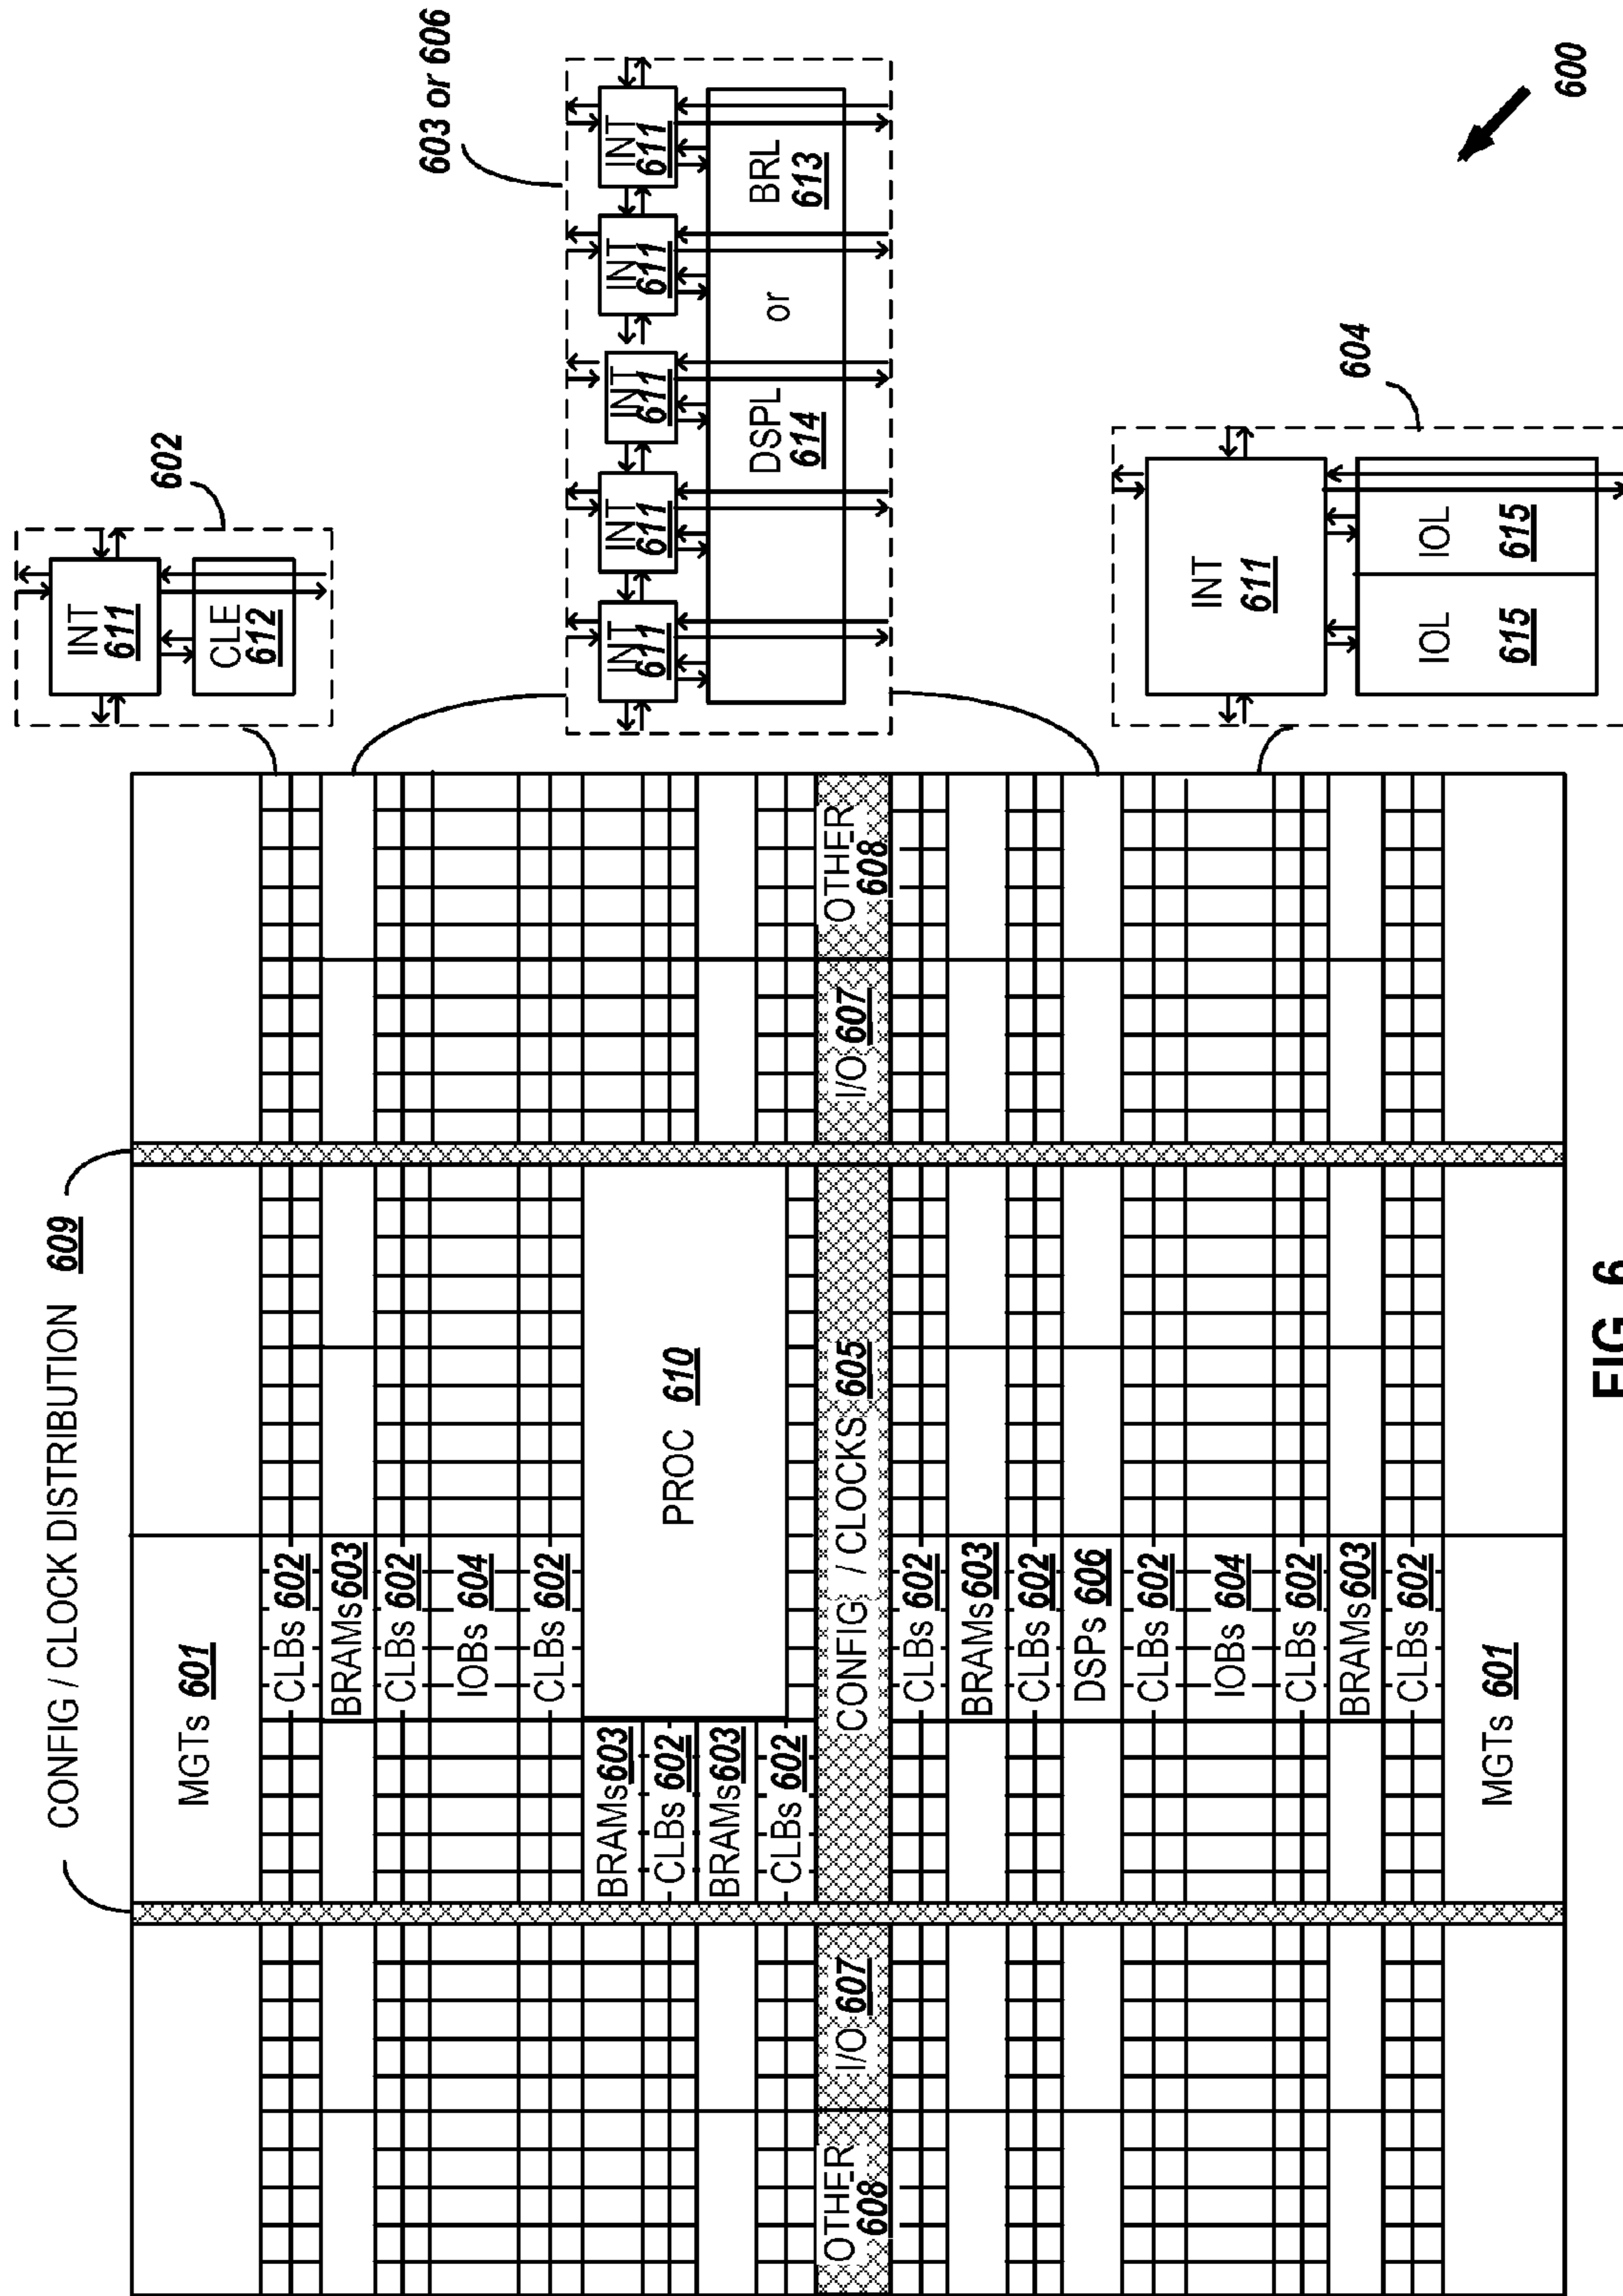 CONFIG / CLOCK DISTRIBUTION 609
MGTs 601
CLBs 602
BRAMs 603
CLBs 602
IOBs 604
CLBs 602
BRAMs 603
CLBs 602
BRAMs 603
CLBs 602
PROC 610
OTHER
608
I/O 607
CONFIG / CLOCKS 605
I/O 607
OTHER
608
CLBs 602
BRAMs 603
CLBs 602
DSPs 606
CLBs 602
IOBs 604
CLBs 602
BRAMs 603
CLBs 602
MGTs 601
602
INT
611
CLE
612
603 or 606
INT
611
INT
611
INT
611
INT
611
INT
611
DSPL
614
or
BRL
613
604
INT
611
IOL
615
IOL
615
600
FIG. 6